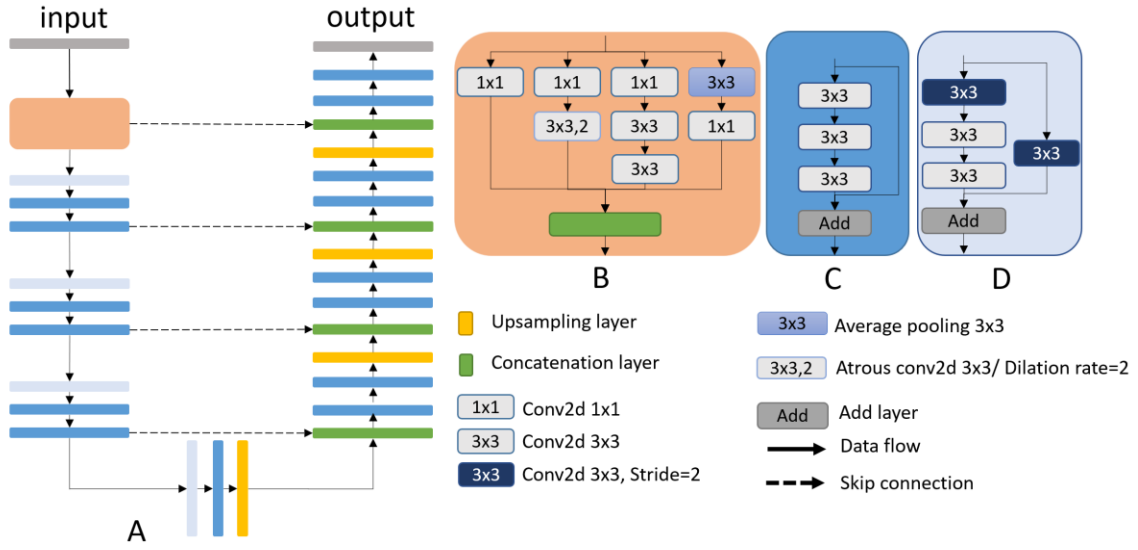 input
output
1x1
1x1
1x1
3x3
3x3,2
3x3
1x1
3x3
B
3x3
3x3
3x3
Add
C
3x3
3x3
3x3
3x3
Add
D
A
Upsampling layer
Concatenation layer
1x1 Conv2d 1x1
3x3 Conv2d 3x3
3x3 Conv2d 3x3, Stride=2
3x3 Average pooling 3x3
3x3,2 Atrous conv2d 3x3/ Dilation rate=2
Add Add layer
Data flow
Skip connection